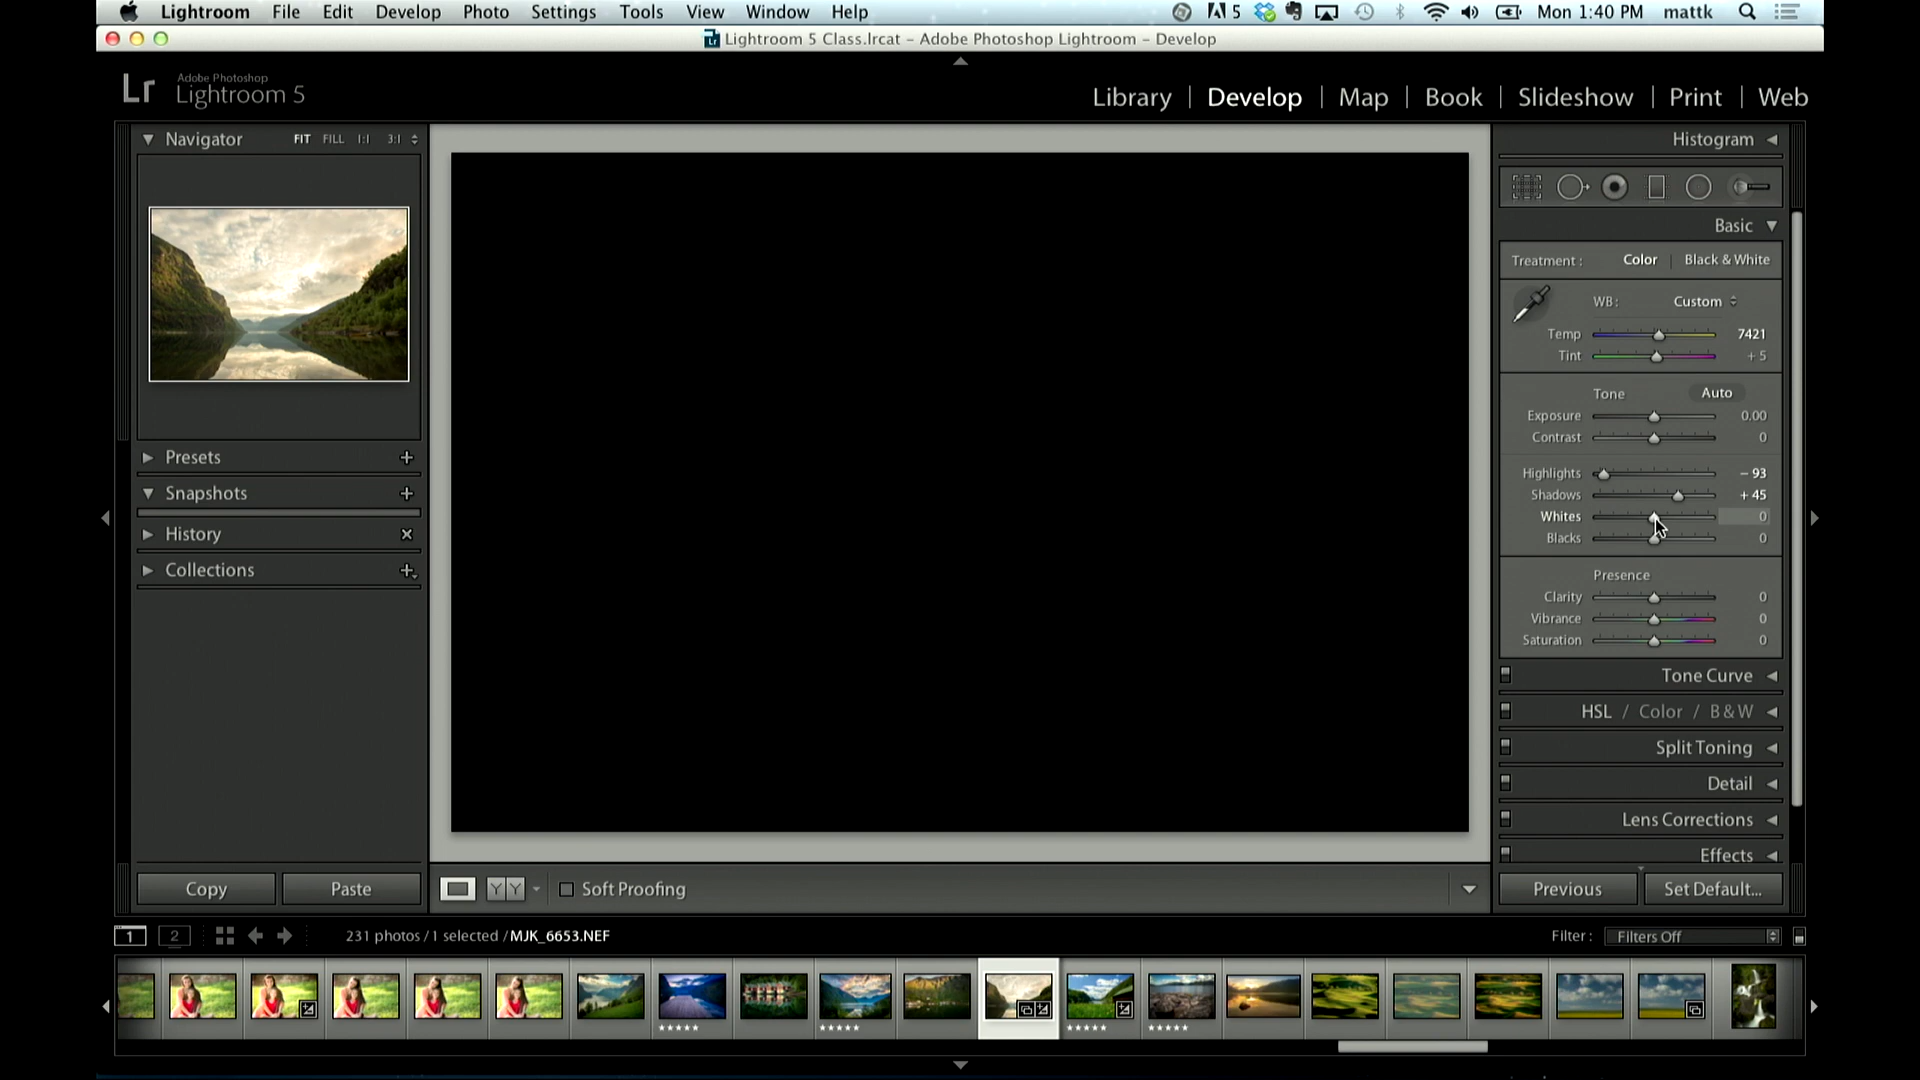 Lightroom File Edit Develop Photo Settings Tools View Window Help 5 Mon 1:40 PM mattk
Lightroom 5 Class.lrcat – Adobe Photoshop Lightroom – Develop
Lr Adobe Photoshop
Lightroom 5
Library | Develop | Map | Book | Slideshow | Print | Web
Navigator FIT FILL 1:1 3:1
Histogram
Basic
Treatment : Color | Black & White
WB : Custom
Temp 7421
Tint + 5
Tone Auto
Exposure 0.00
Contrast 0
Highlights – 93
Shadows + 45
Whites 0
Blacks 0
Presence
Clarity 0
Vibrance 0
Saturation 0
Tone Curve
HSL / Color / B & W
Split Toning
Detail
Lens Corrections
Effects
Presets +
Snapshots +
History ×
Collections +
Copy Paste
YY Soft Proofing
Previous Set Default...
1 2 231 photos / 1 selected / MJK_6653.NEF
Filter : Filters Off